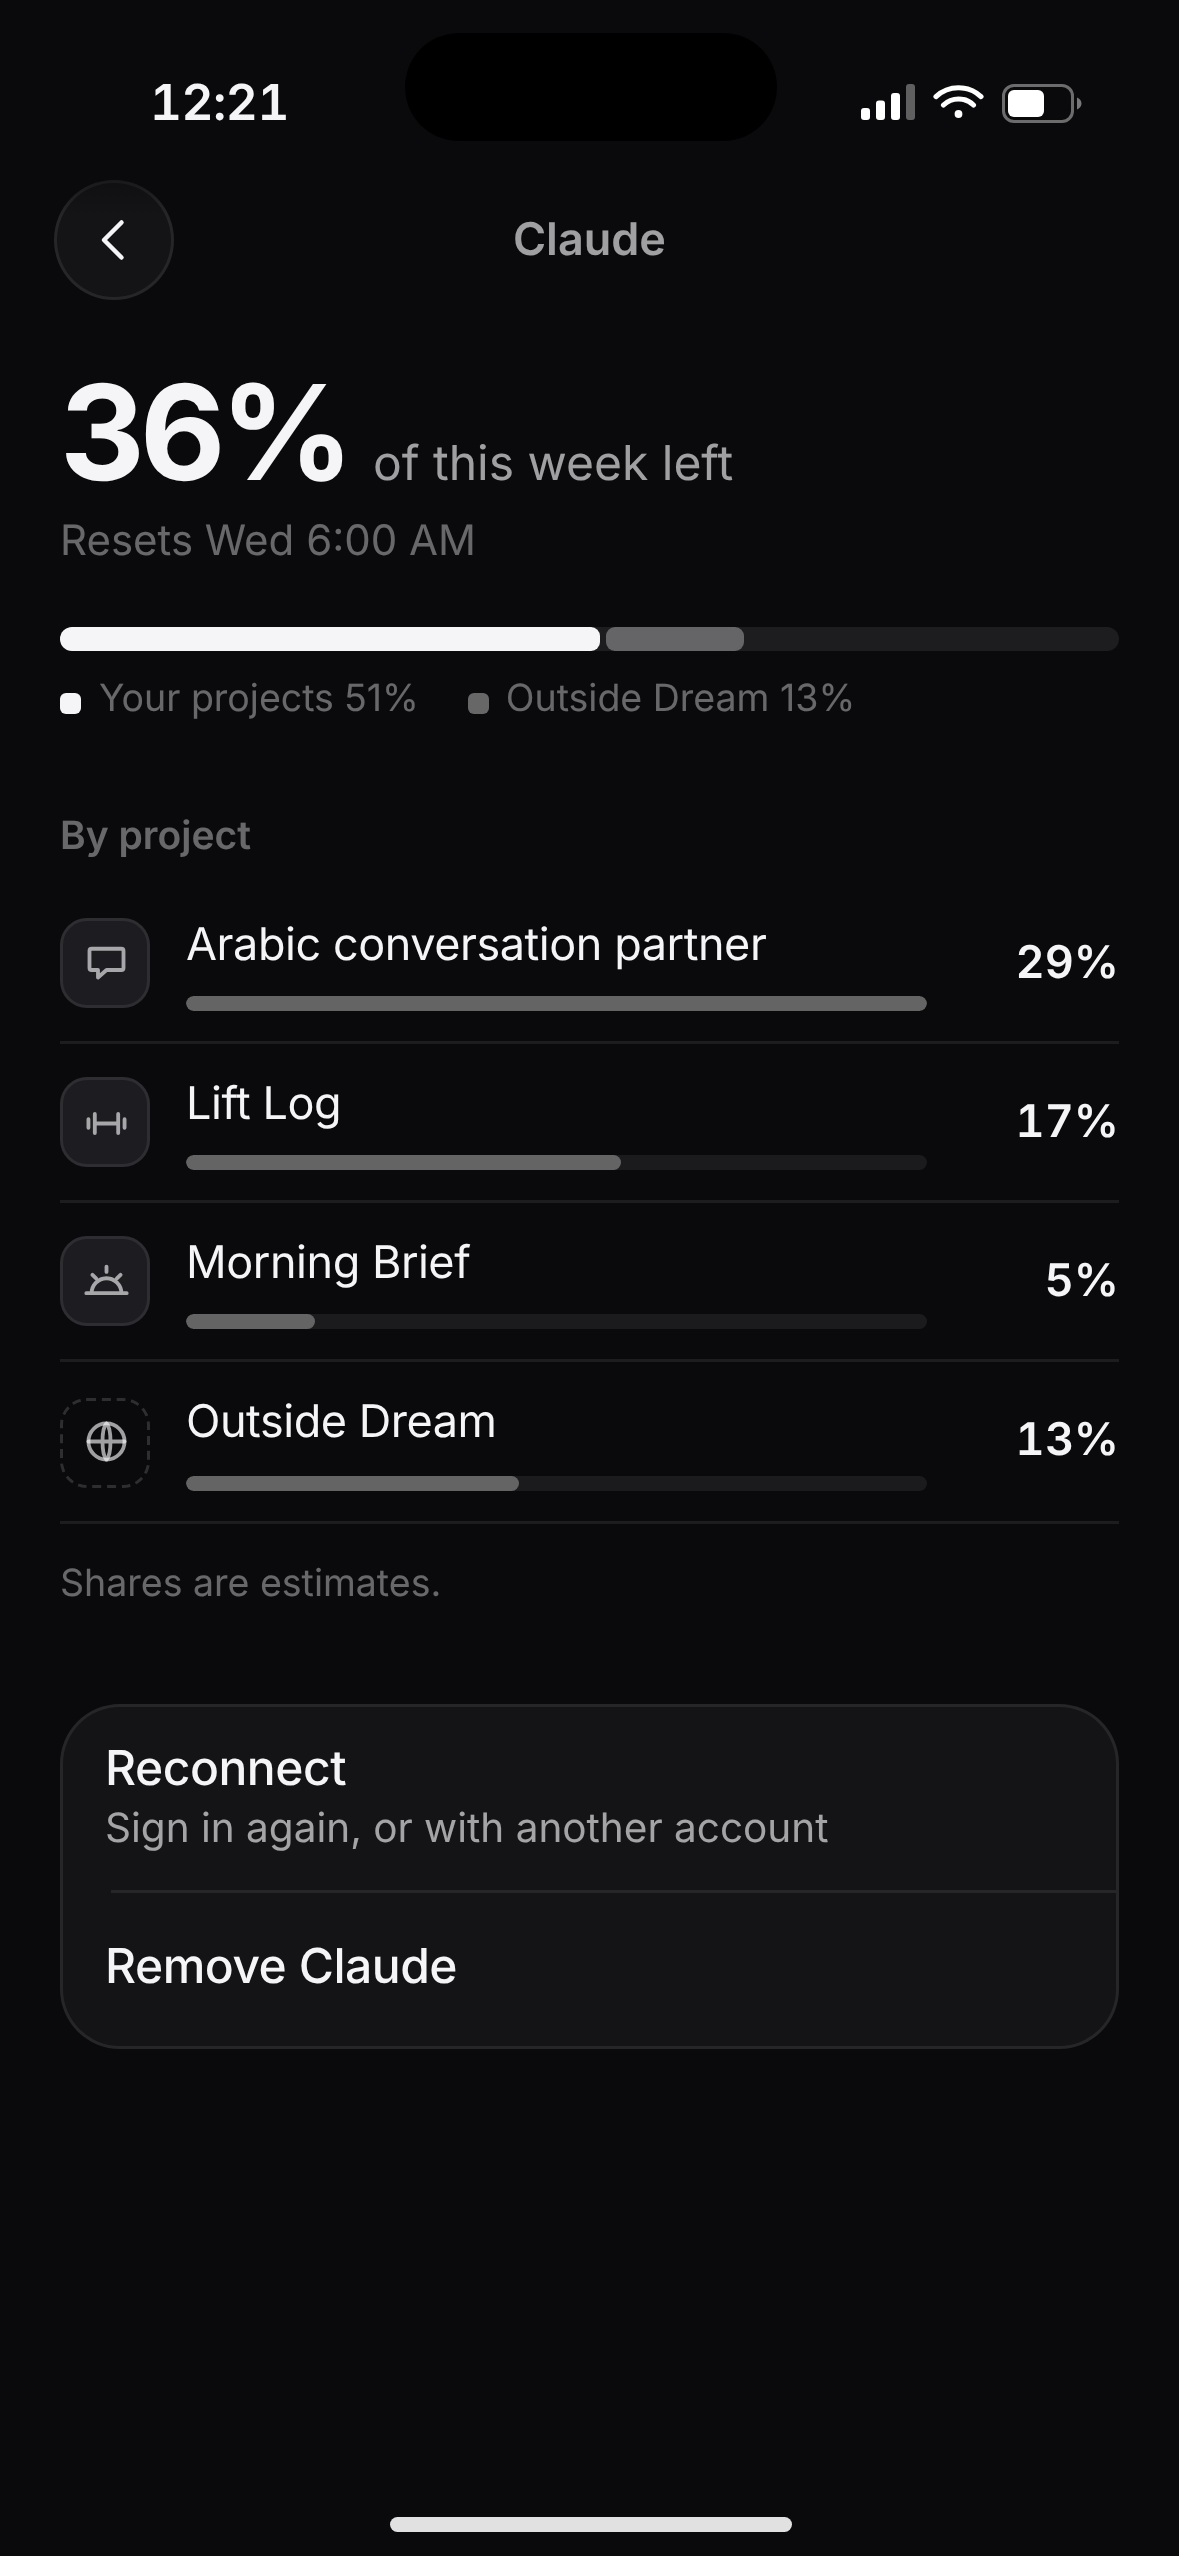 12:21
Claude
36% of this week left
Resets Wed 6:00 AM
Your projects 51% Outside Dream 13%
By project
Arabic conversation partner
29%
Lift Log
17%
Morning Brief
5%
Outside Dream
13%
Shares are estimates.
Reconnect
Sign in again, or with another account
Remove Claude